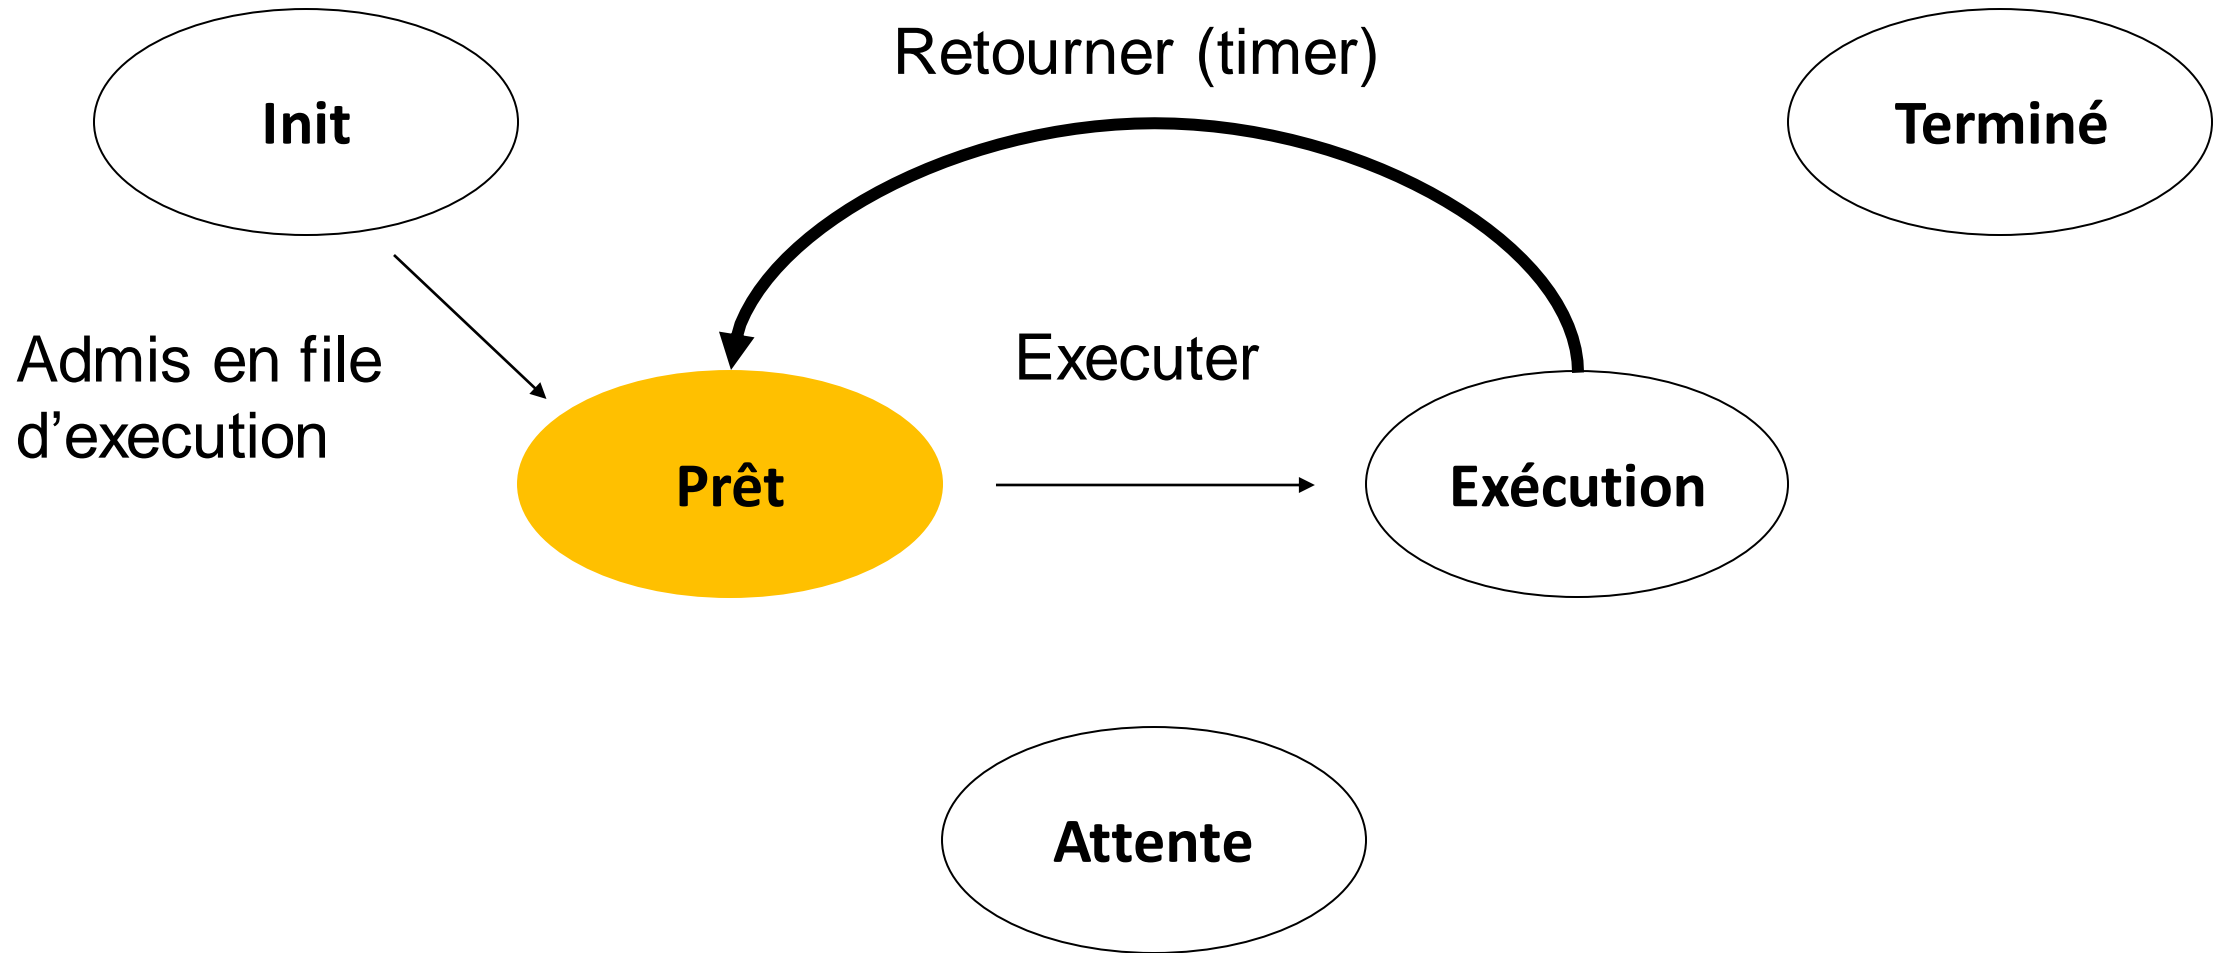 Retourner (timer)
Init
Terminé
Admis en file
d’execution
Executer
Prêt
Exécution
Attente